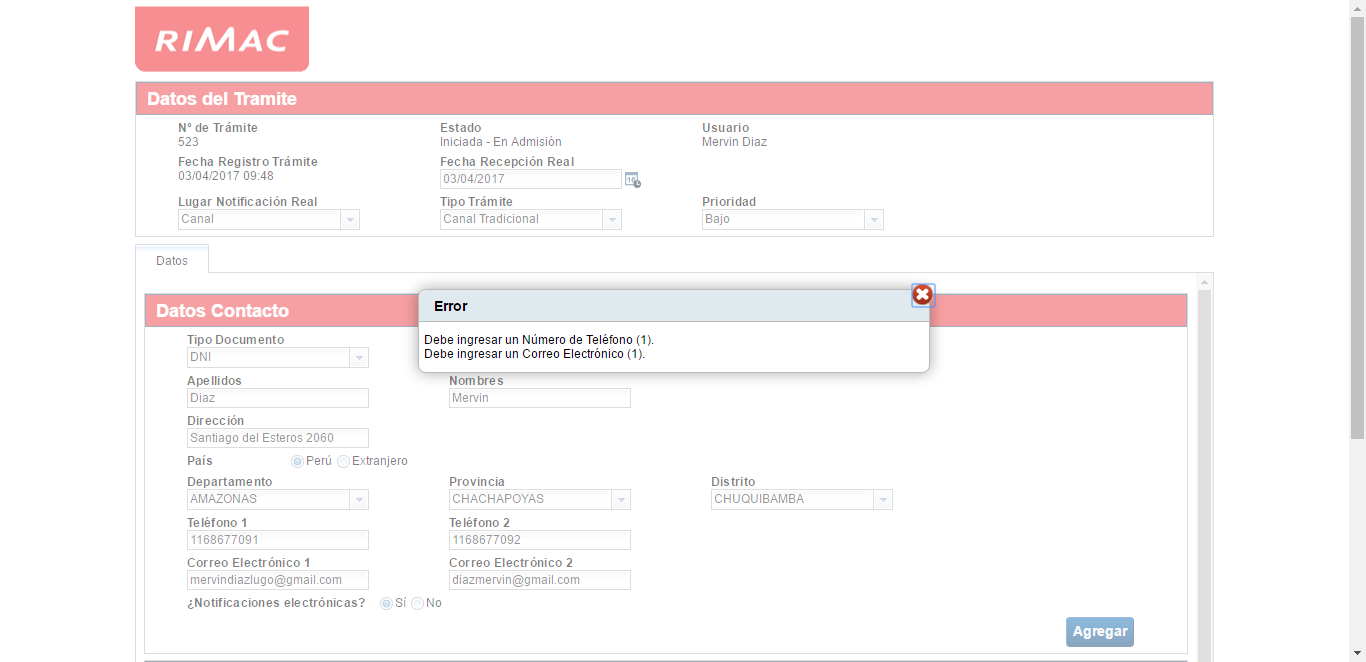 RIMAC
Datos del Tramite
N° de Trámite Estado Usuario
523 Iniciada - En Admisión Mervin Diaz
Fecha Registro Trámite Fecha Recepción Real
03/04/2017 09:48 03/04/2017
Lugar Notificación Real Tipo Trámite Prioridad
Canal Canal Tradicional Bajo
Datos
Error
Debe ingresar un Número de Teléfono (1).
Debe ingresar un Correo Electrónico (1).
Datos Contacto
Tipo Documento
DNI
Apellidos Nombres
Diaz Mervin
Dirección
Santiago del Esteros 2060
País Perú Extranjero
Departamento Provincia Distrito
AMAZONAS CHACHAPOYAS CHUQUIBAMBA
Teléfono 1 Teléfono 2
1168677091 1168677092
Correo Electrónico 1 Correo Electrónico 2
mervindiazlugo@gmail.com diazmervin@gmail.com
¿Notificaciones electrónicas? Sí No
Agregar